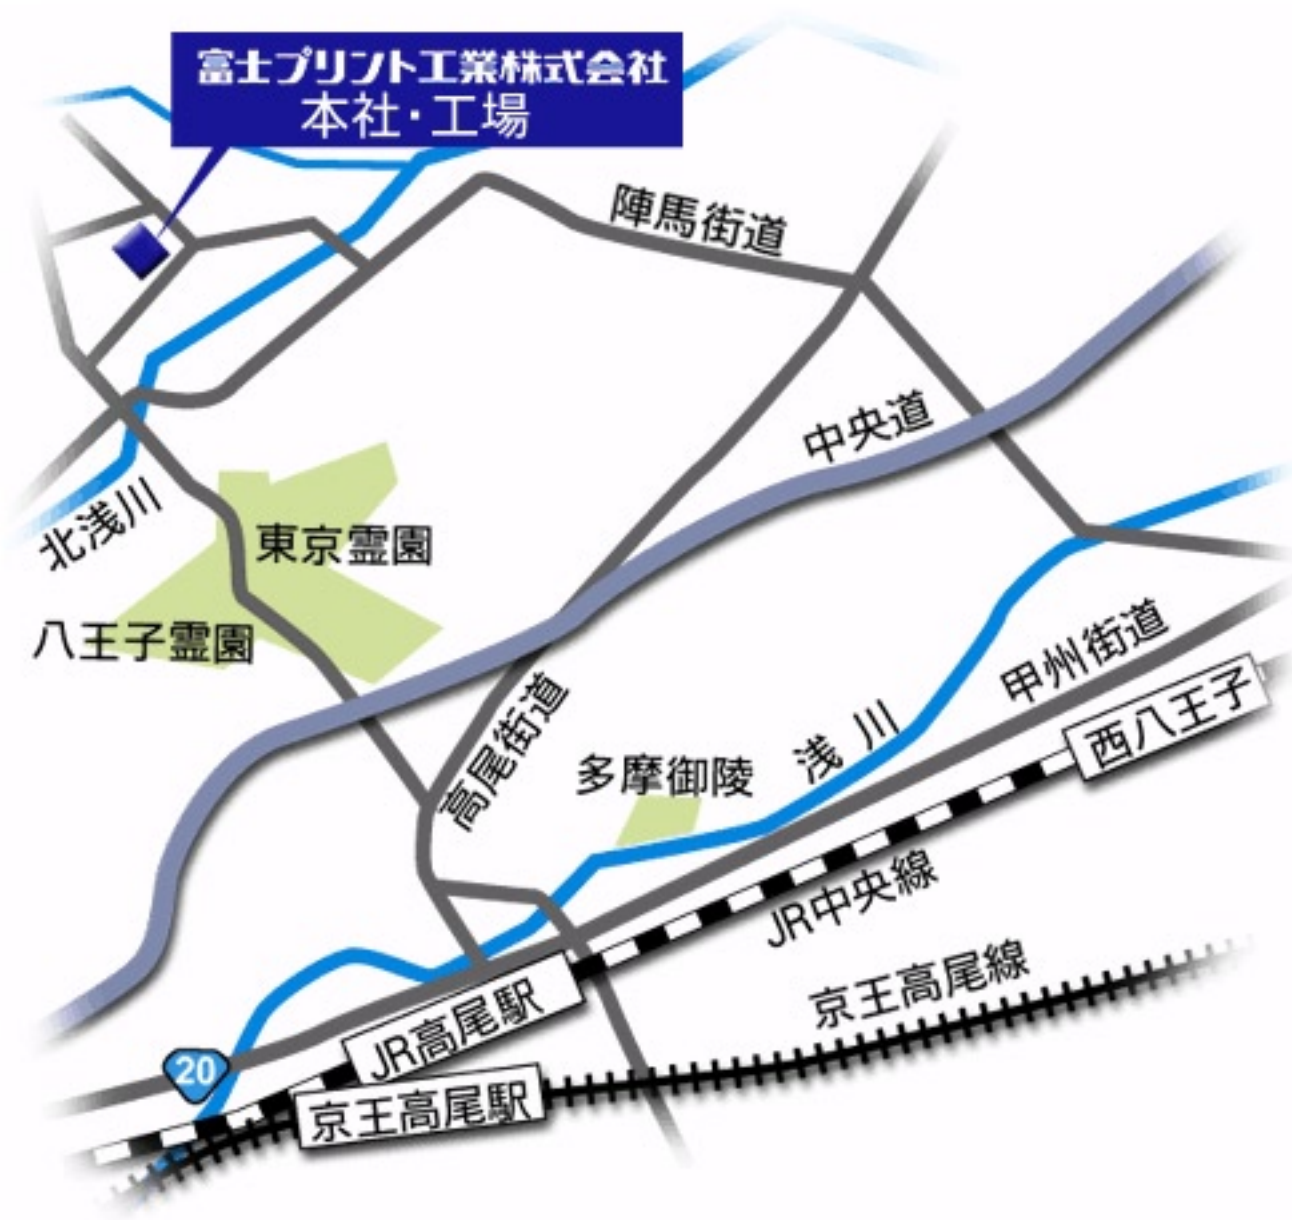 富士プリント工業株式会社
本社・工場
陣馬街道
中央道
北浅川
東京霊園
八王子霊園
甲州街道
高尾街道
西八王子
多摩御陵
浅川
JR中央線
京王高尾線
JR高尾駅
20
京王高尾駅